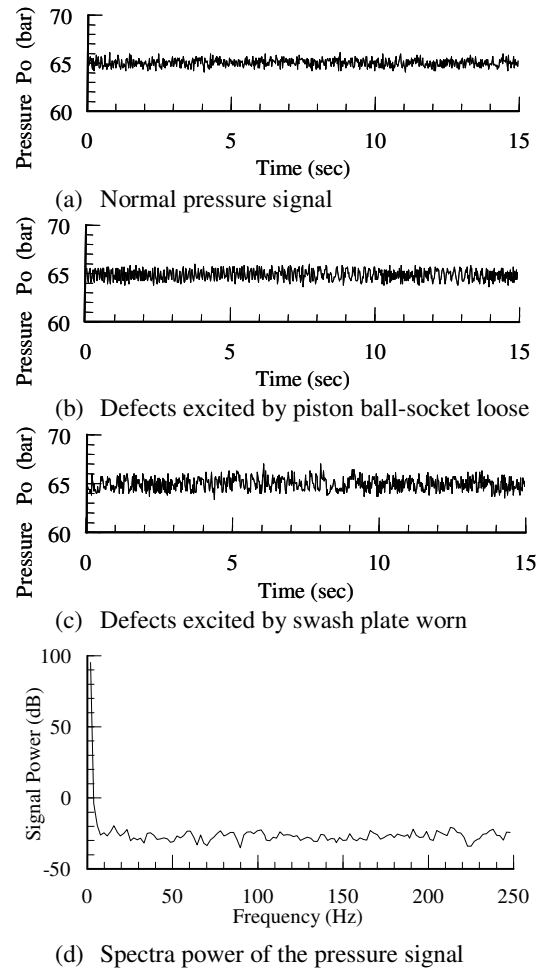 70
65
60
Pressure Po (bar)
0 5 10 15
Time (sec)
(a) Normal pressure signal
70
65
60
Pressure Po (bar)
0 5 10 15
Time (sec)
(b) Defects excited by piston ball-socket loose
70
65
60
Pressure Po (bar)
0 5 10 15
Time (sec)
(c) Defects excited by swash plate worn
100
50
0
-50
Signal Power (dB)
0 50 100 150 200 250
Frequency (Hz)
(d) Spectra power of the pressure signal